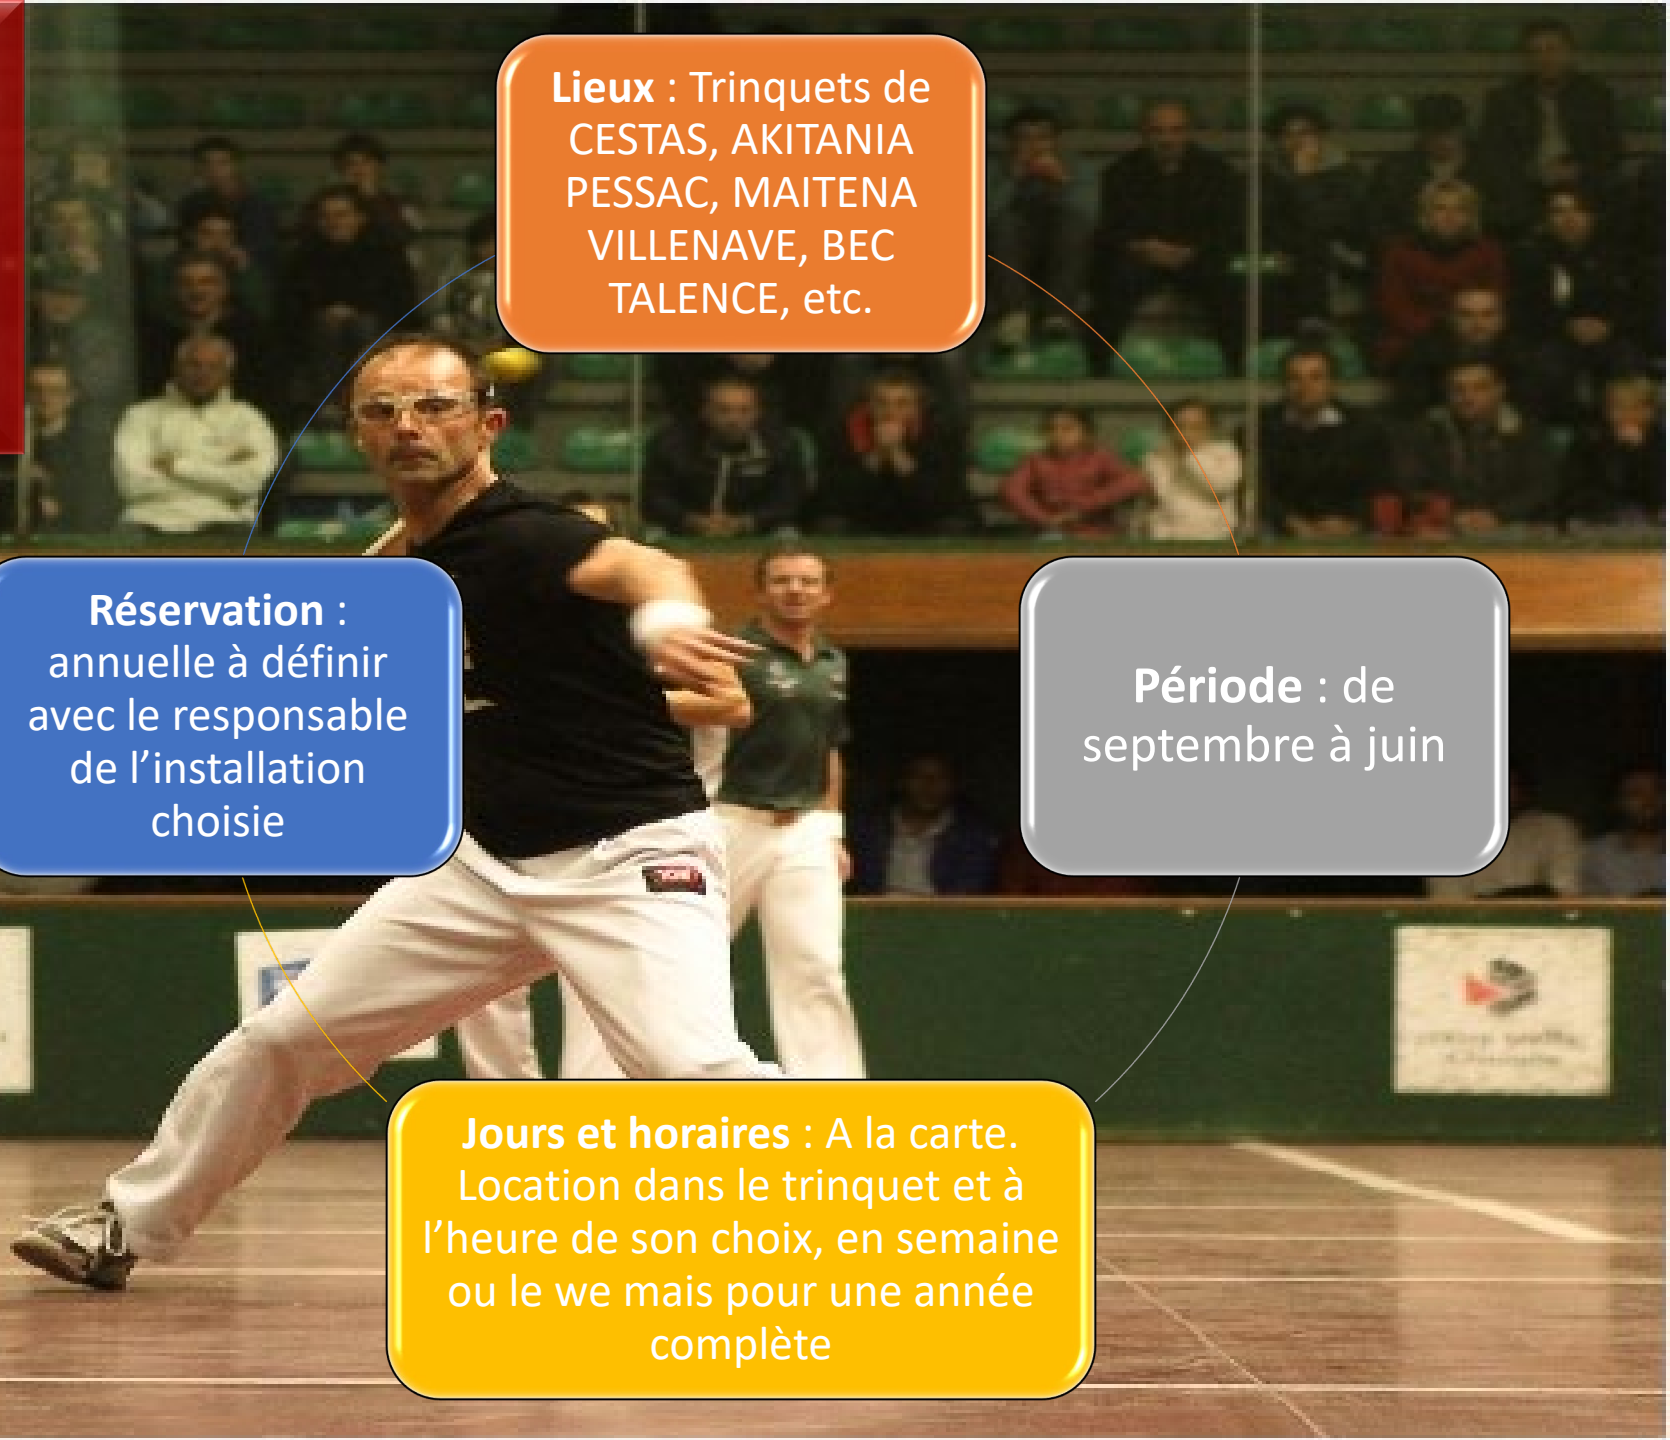 Lieux : Trinquets de
CESTAS, AKITANIA
PESSAC, MAITENA
VILLENAVE, BEC
TALENCE, etc.
Réservation :
annuelle à définir
avec le responsable
de l’installation
choisie
Période : de
septembre à juin
Jours et horaires : A la carte.
Location dans le trinquet et à
l’heure de son choix, en semaine
ou le we mais pour une année
complète